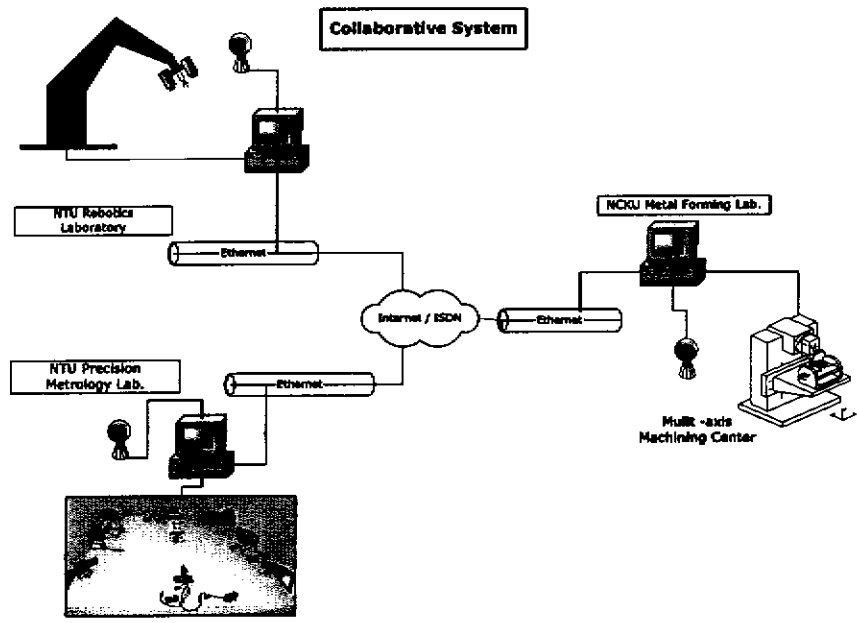 Collaborative System
NTU Robotics
Laboratory
Ethernet
NCKU Metal Forming Lab.
Internet / ISDN
Ethernet
NTU Precision
Metrology Lab.
Ethernet
Mulit -axis
Machining Center